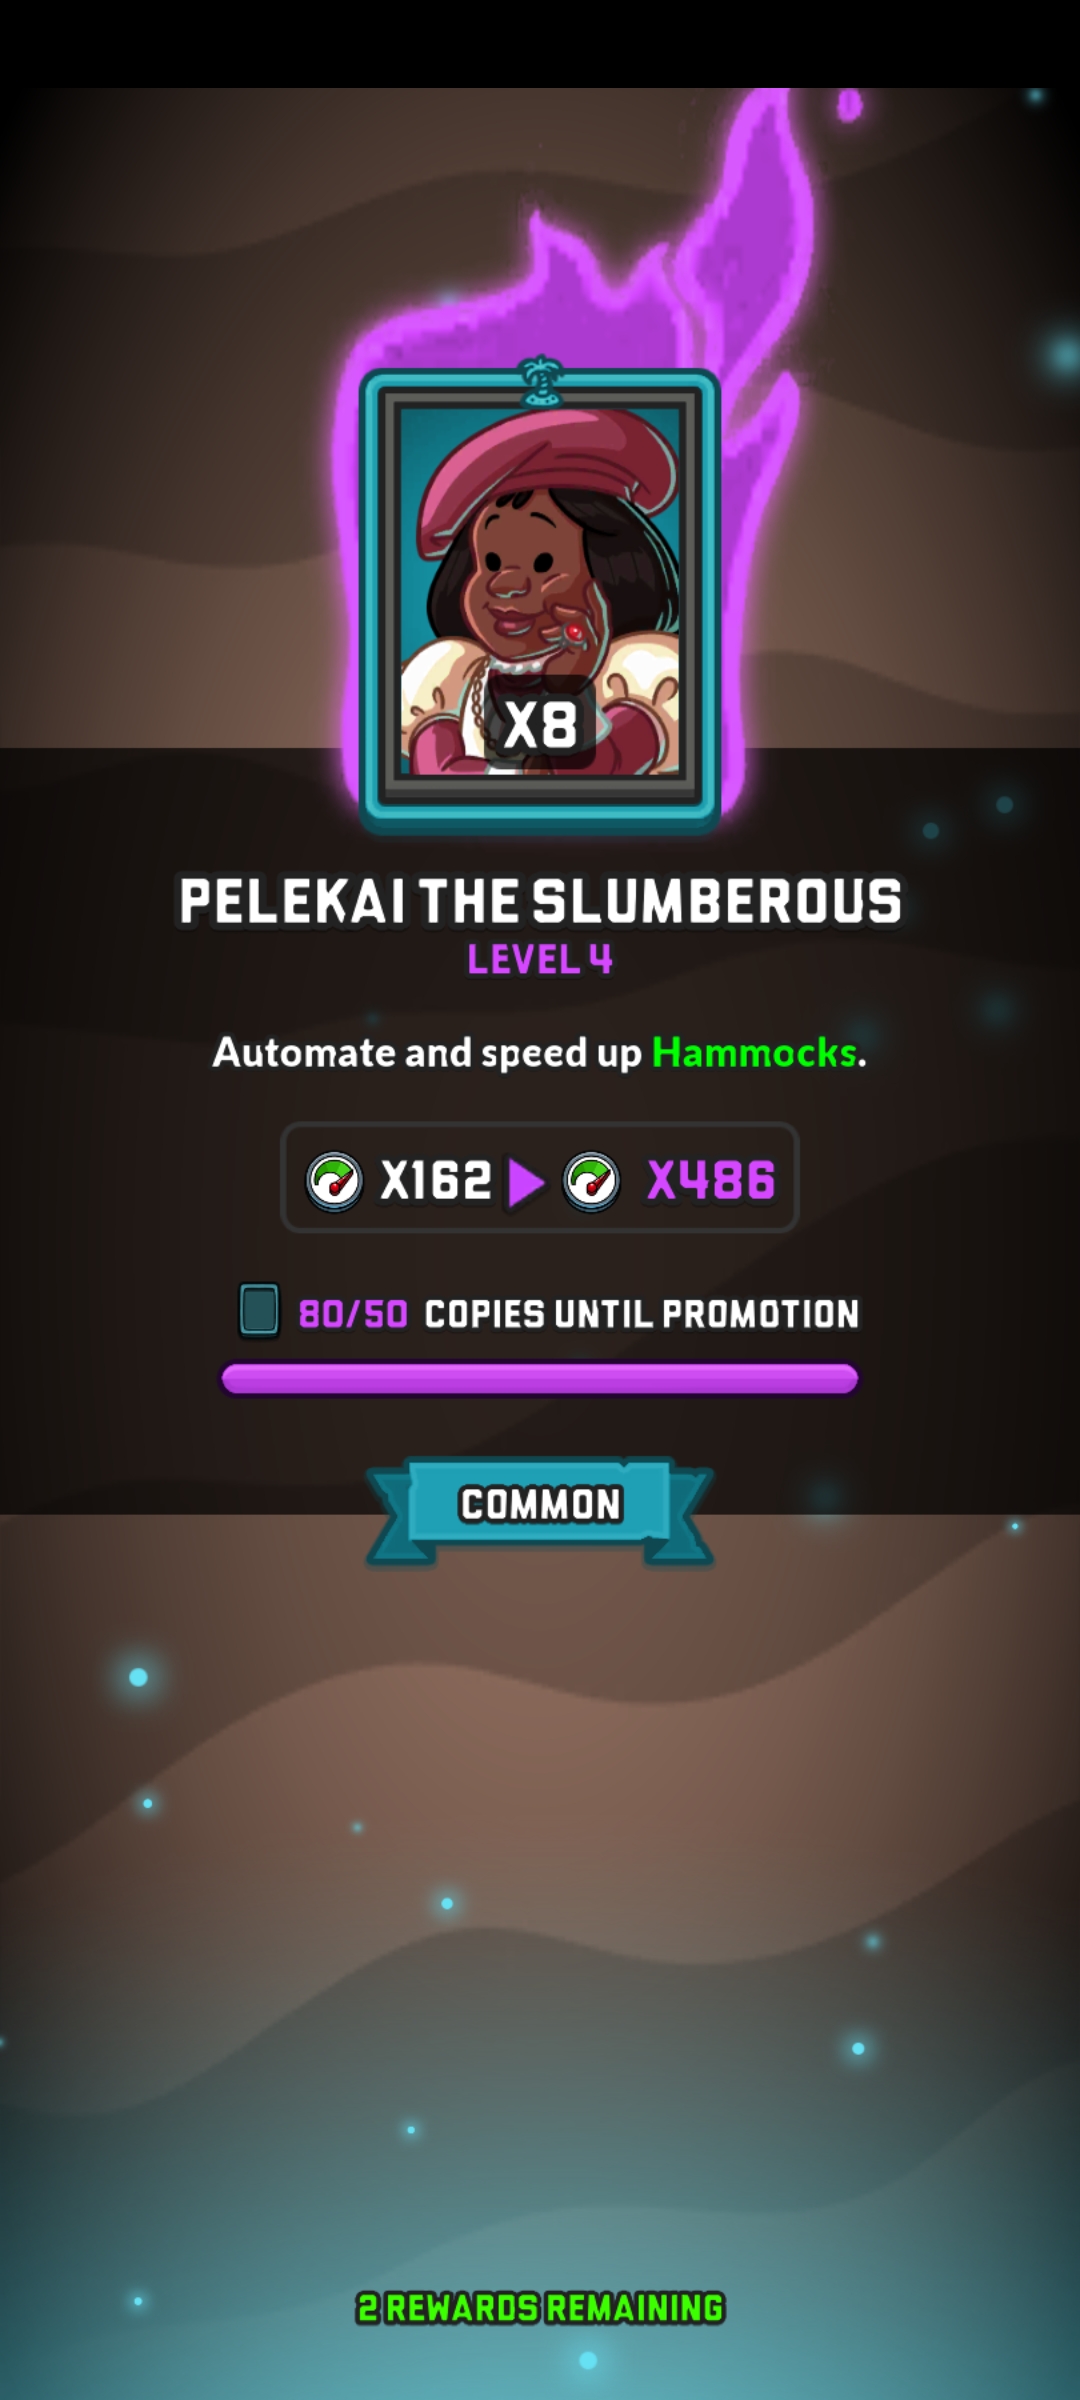 X8
PELEKAI THE SLUMBEROUS
LEVEL 4
Automate and speed up Hammocks.
X162 X486
80/50 COPIES UNTIL PROMOTION
COMMON
2 REWARDS REMAINING